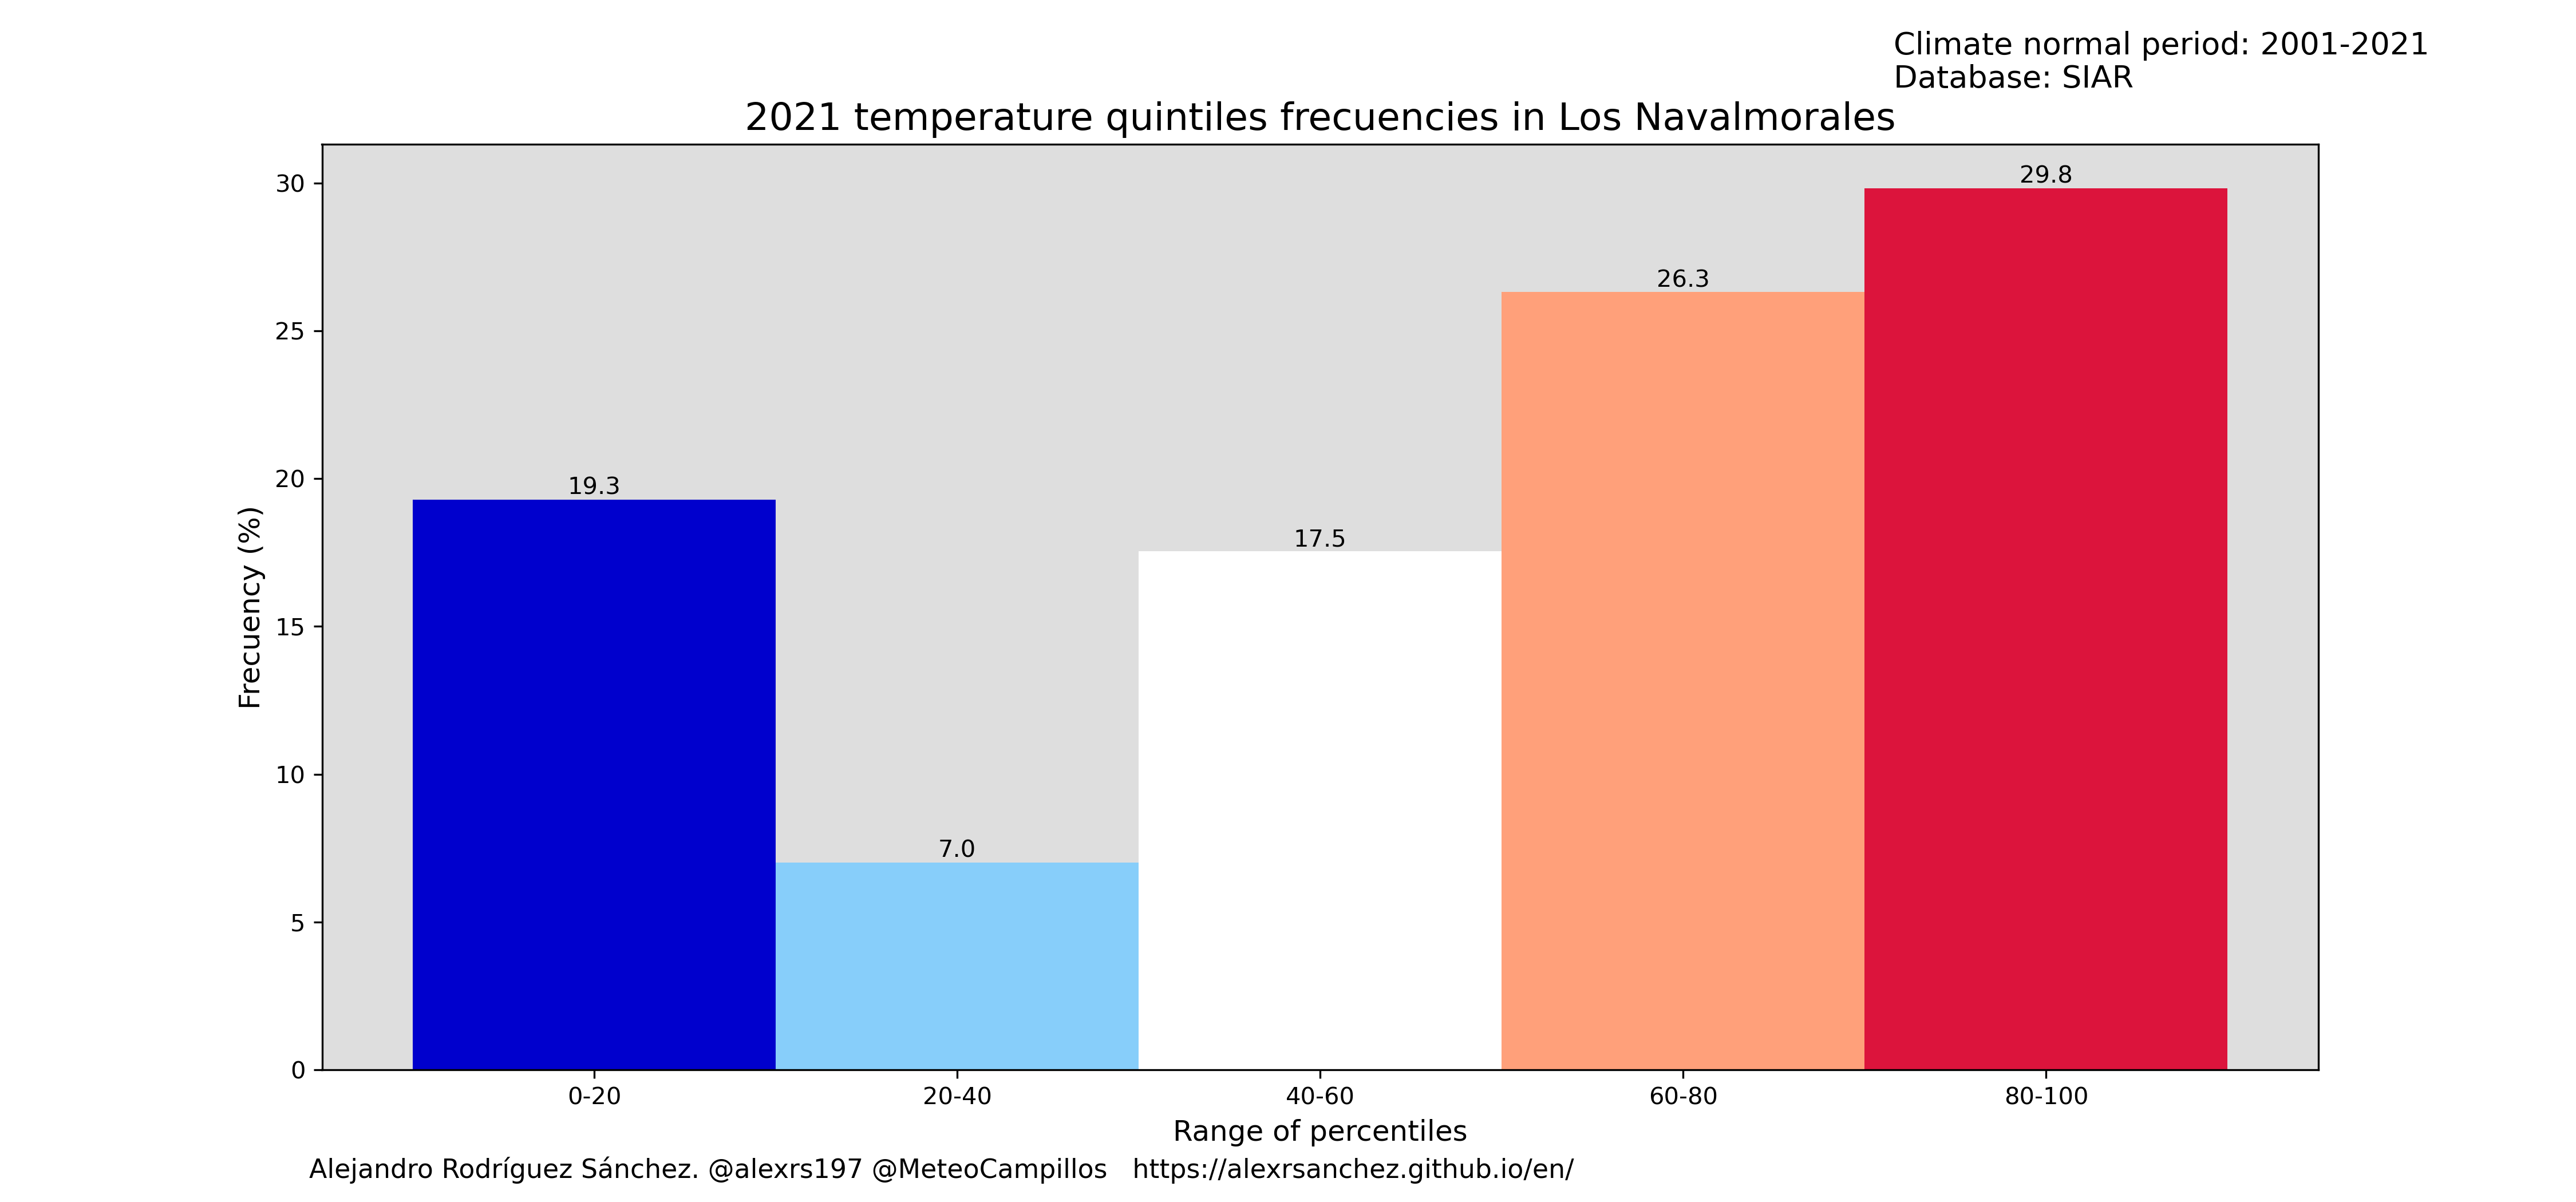 Climate normal period: 2001-2021
Database: SIAR
2021 temperature quintiles frecuencies in Los Navalmorales
30
25
20
15
10
5
0
Frecuency (%)
19.3
7.0
17.5
26.3
29.8
0-20
20-40
40-60
60-80
80-100
Range of percentiles
Alejandro Rodríguez Sánchez. @alexrs197 @MeteoCampillos https://alexrsanchez.github.io/en/